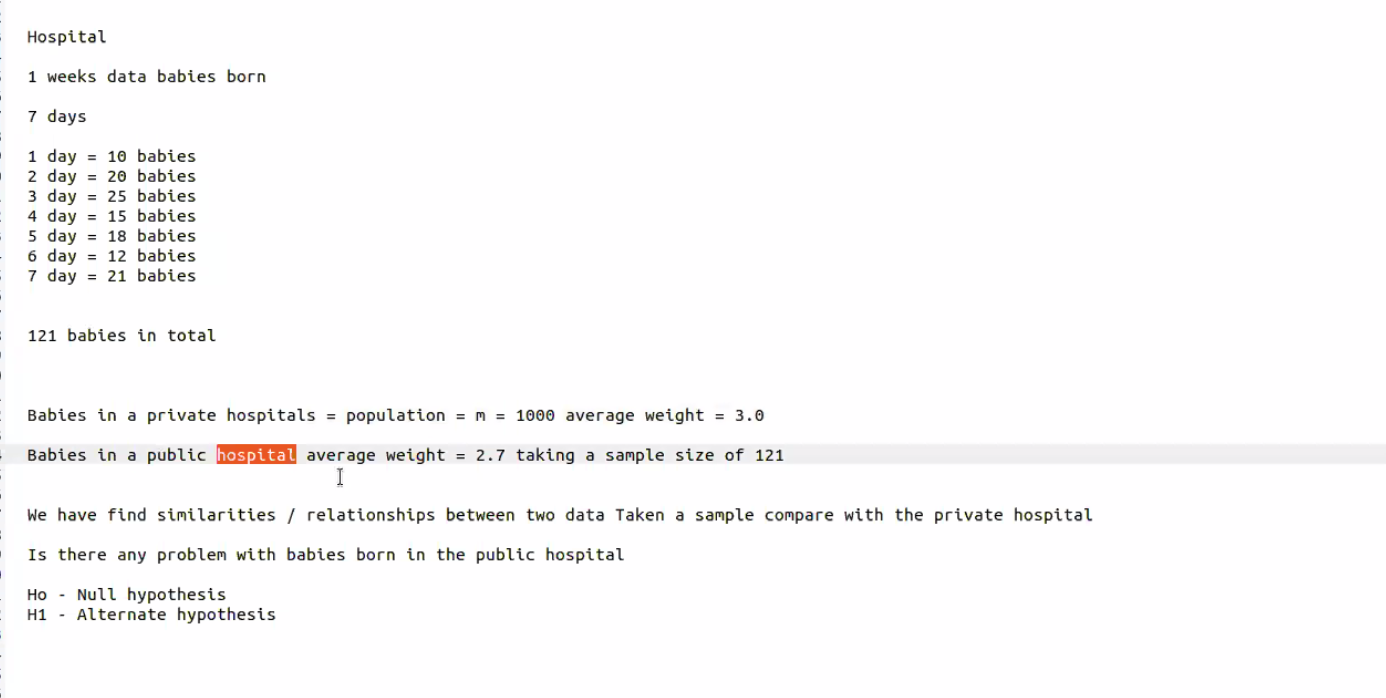 Hospital
1 weeks data babies born
7 days
1 day = 10 babies
2 day = 20 babies
3 day = 25 babies
4 day = 15 babies
5 day = 18 babies
6 day = 12 babies
7 day = 21 babies
121 babies in total
Babies in a private hospitals = population = m = 1000 average weight = 3.0
Babies in a public hospital average weight = 2.7 taking a sample size of 121
We have find similarities / relationships between two data Taken a sample compare with the private hospital
Is there any problem with babies born in the public hospital
Ho - Null hypothesis
H1 - Alternate hypothesis